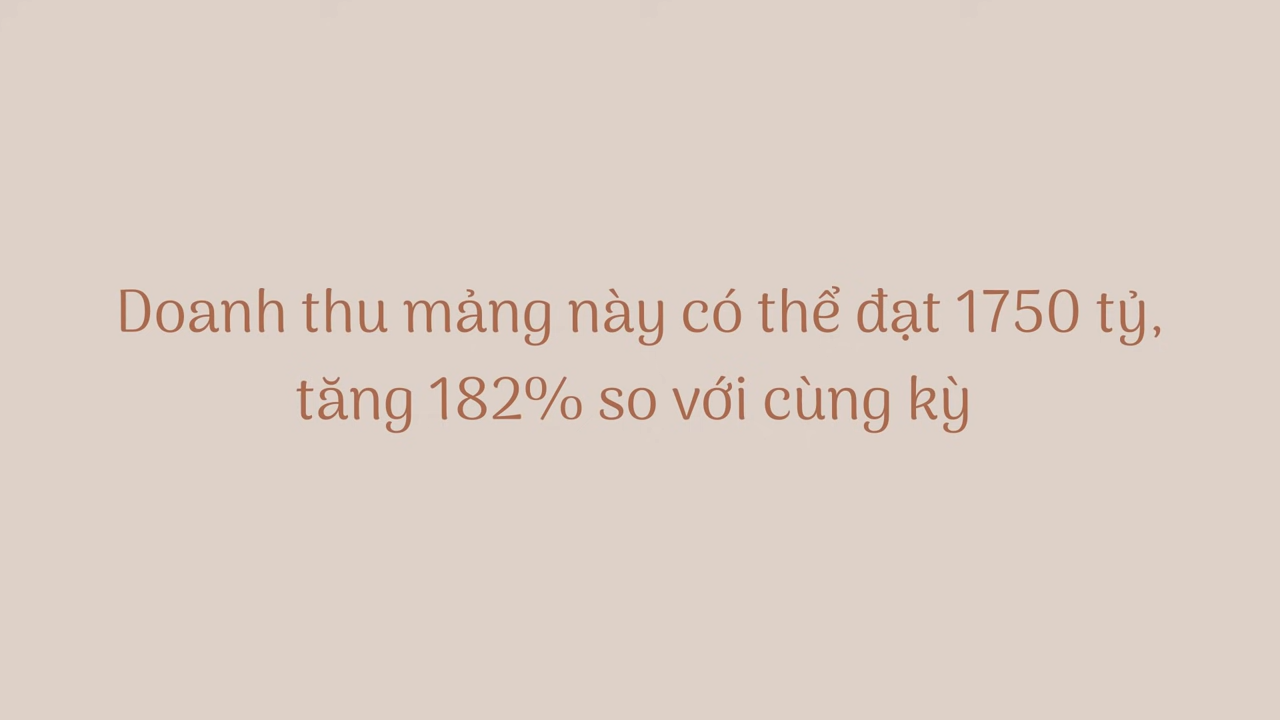 Doanh thu mảng này có thể đạt 1750 tỷ,
tăng 182% so với cùng kỳ